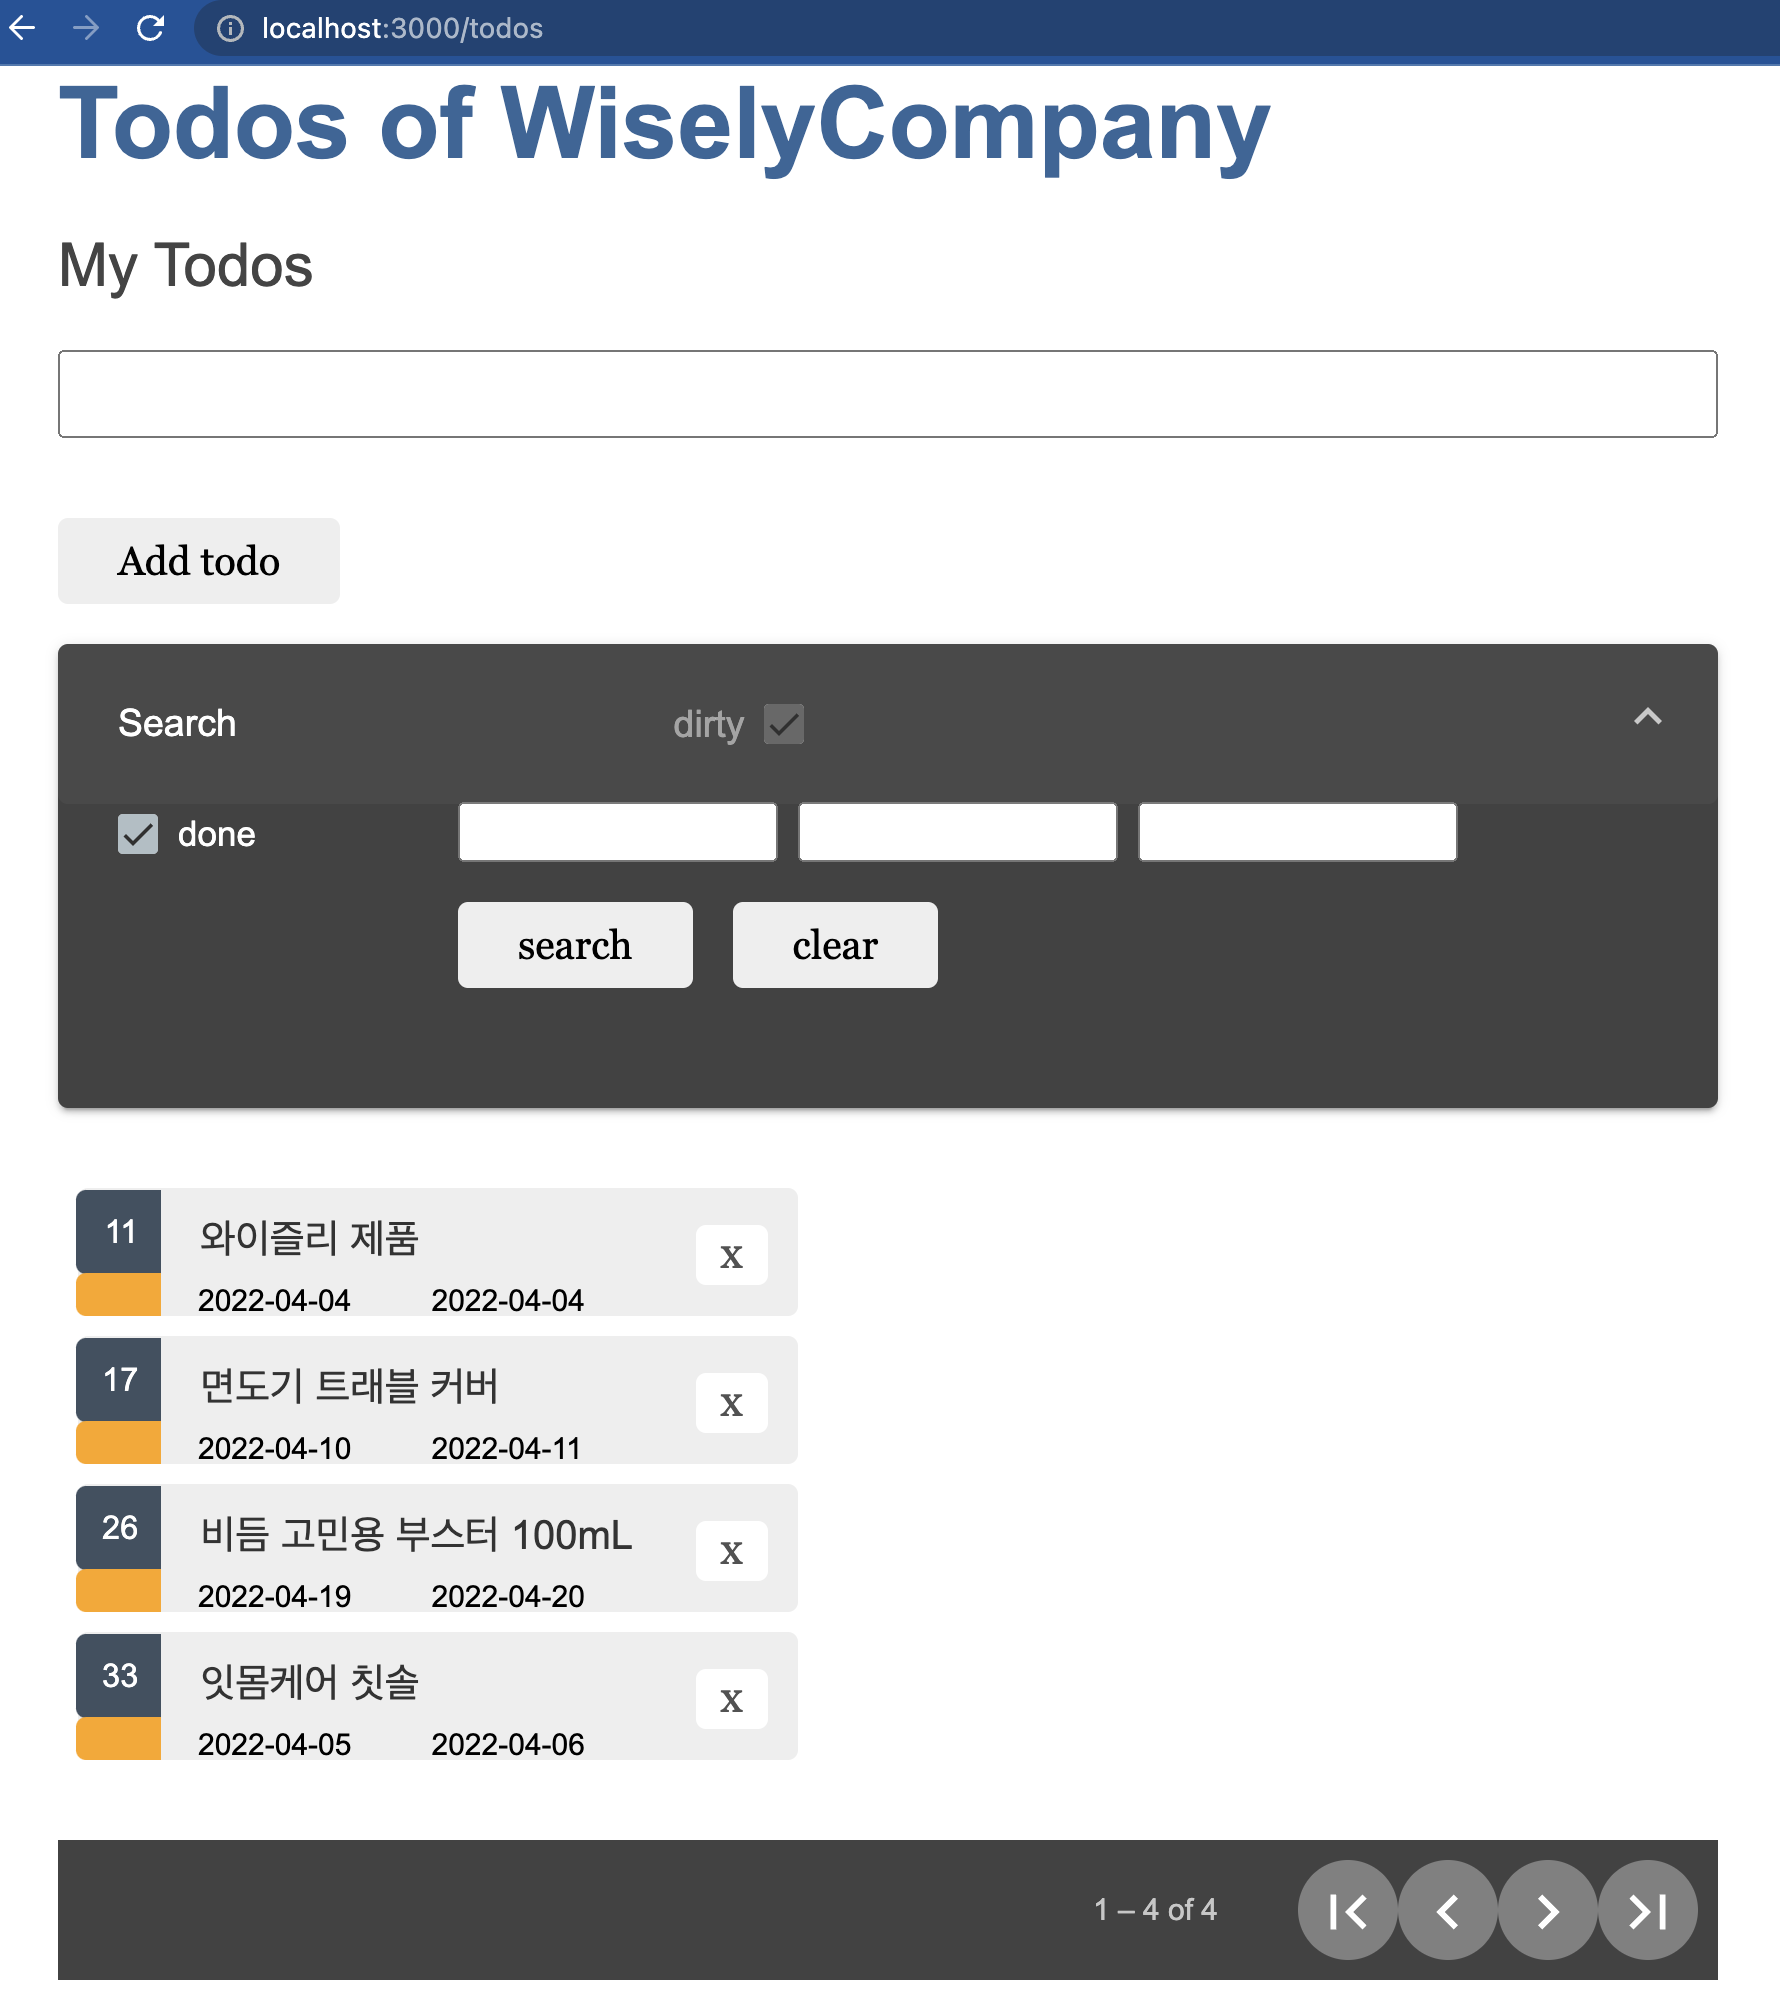 localhost:3000/todos
Todos of WiselyCompany
My Todos
Add todo
Search dirty
done
search clear
11 와이즐리 제품 x
2022-04-04 2022-04-04
17 면도기 트래블 커버 x
2022-04-10 2022-04-11
26 비듬 고민용 부스터 100mL x
2022-04-19 2022-04-20
33 잇몸케어 칫솔 x
2022-04-05 2022-04-06
1 – 4 of 4